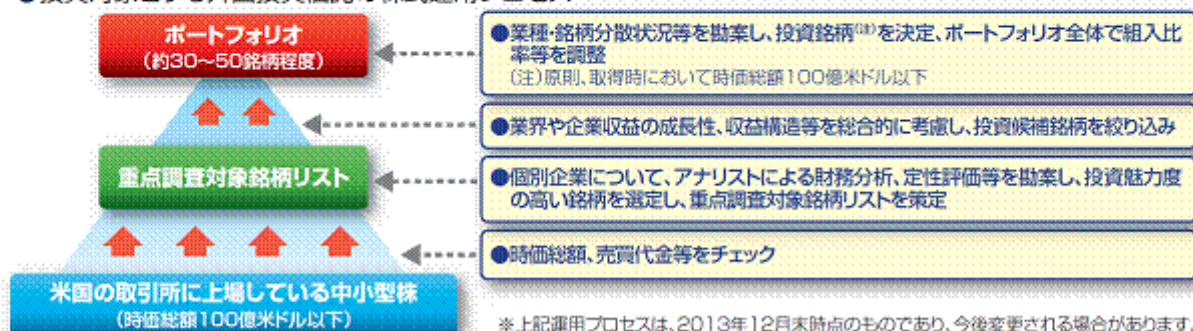 ポートフォリオ
(約30〜50銘柄程度)
●業種・銘柄分散状況等を勘案し、投資銘柄(注)を決定、ポートフォリオ全体で組入比
率等を調整
(注)原則、取得時において時価総額100億米ドル以下
●業界や企業収益の成長性、収益構造等を総合的に考慮し、投資候補銘柄を絞り込み
重点調査対象銘柄リスト
●個別企業について、アナリストによる財務分析、定性評価等を勘案し、投資魅力度
の高い銘柄を選定し、重点調査対象銘柄リストを策定
●時価総額、売買代金等をチェック
米国の取引所に上場している中小型株
(時価総額100億米ドル以下)
※上記運用プロセスは、2013年12月末時点のものであり、今後変更される場合があります